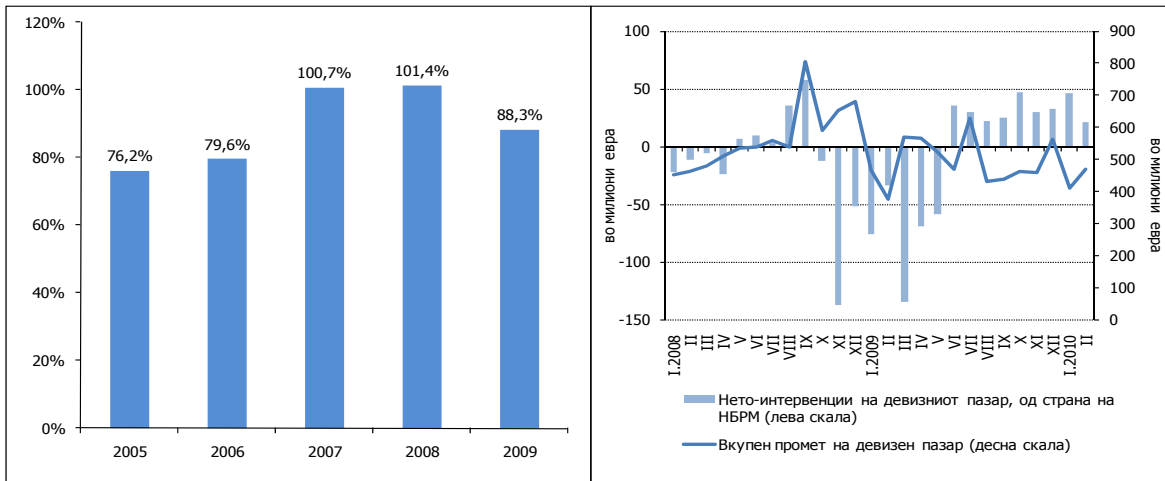 120%
100%
80%
60%
40%
20%
0%
76,2%
79,6%
100,7%
101,4%
88,3%
2005
2006
2007
2008
2009
во милиони евра
100
50
0
-50
-100
-150
900
800
700
600
500
400
300
200
100
0
во милиони евра
I.2008
II
III
IV
V
VI
VII
VIII
IX
X
XI
XII
I.2009
II
III
IV
V
VI
VII
VIII
IX
X
XI
XII
I.2010
II
Нето-интервенции на девизниот пазар, од страна на
НБРМ (лева скала)
Вкупен промет на девизен пазар (десна скала)